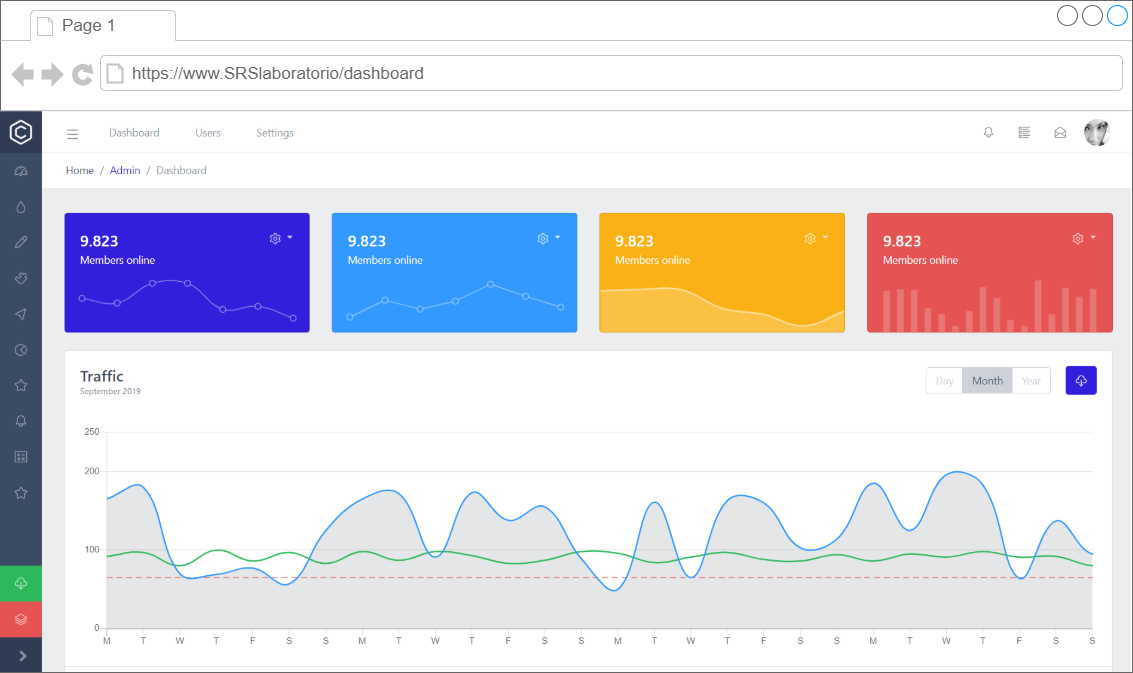 Page 1
https://www.SRSlaboratorio/dashboard
Dashboard Users Settings
Home / Admin / Dashboard
9.823
Members online
9.823
Members online
9.823
Members online
9.823
Members online
Traffic
September 2019
Day Month Year
250
200
100
0
M T W T F S S M T W T F S S M T W T F S S M T W T F S S